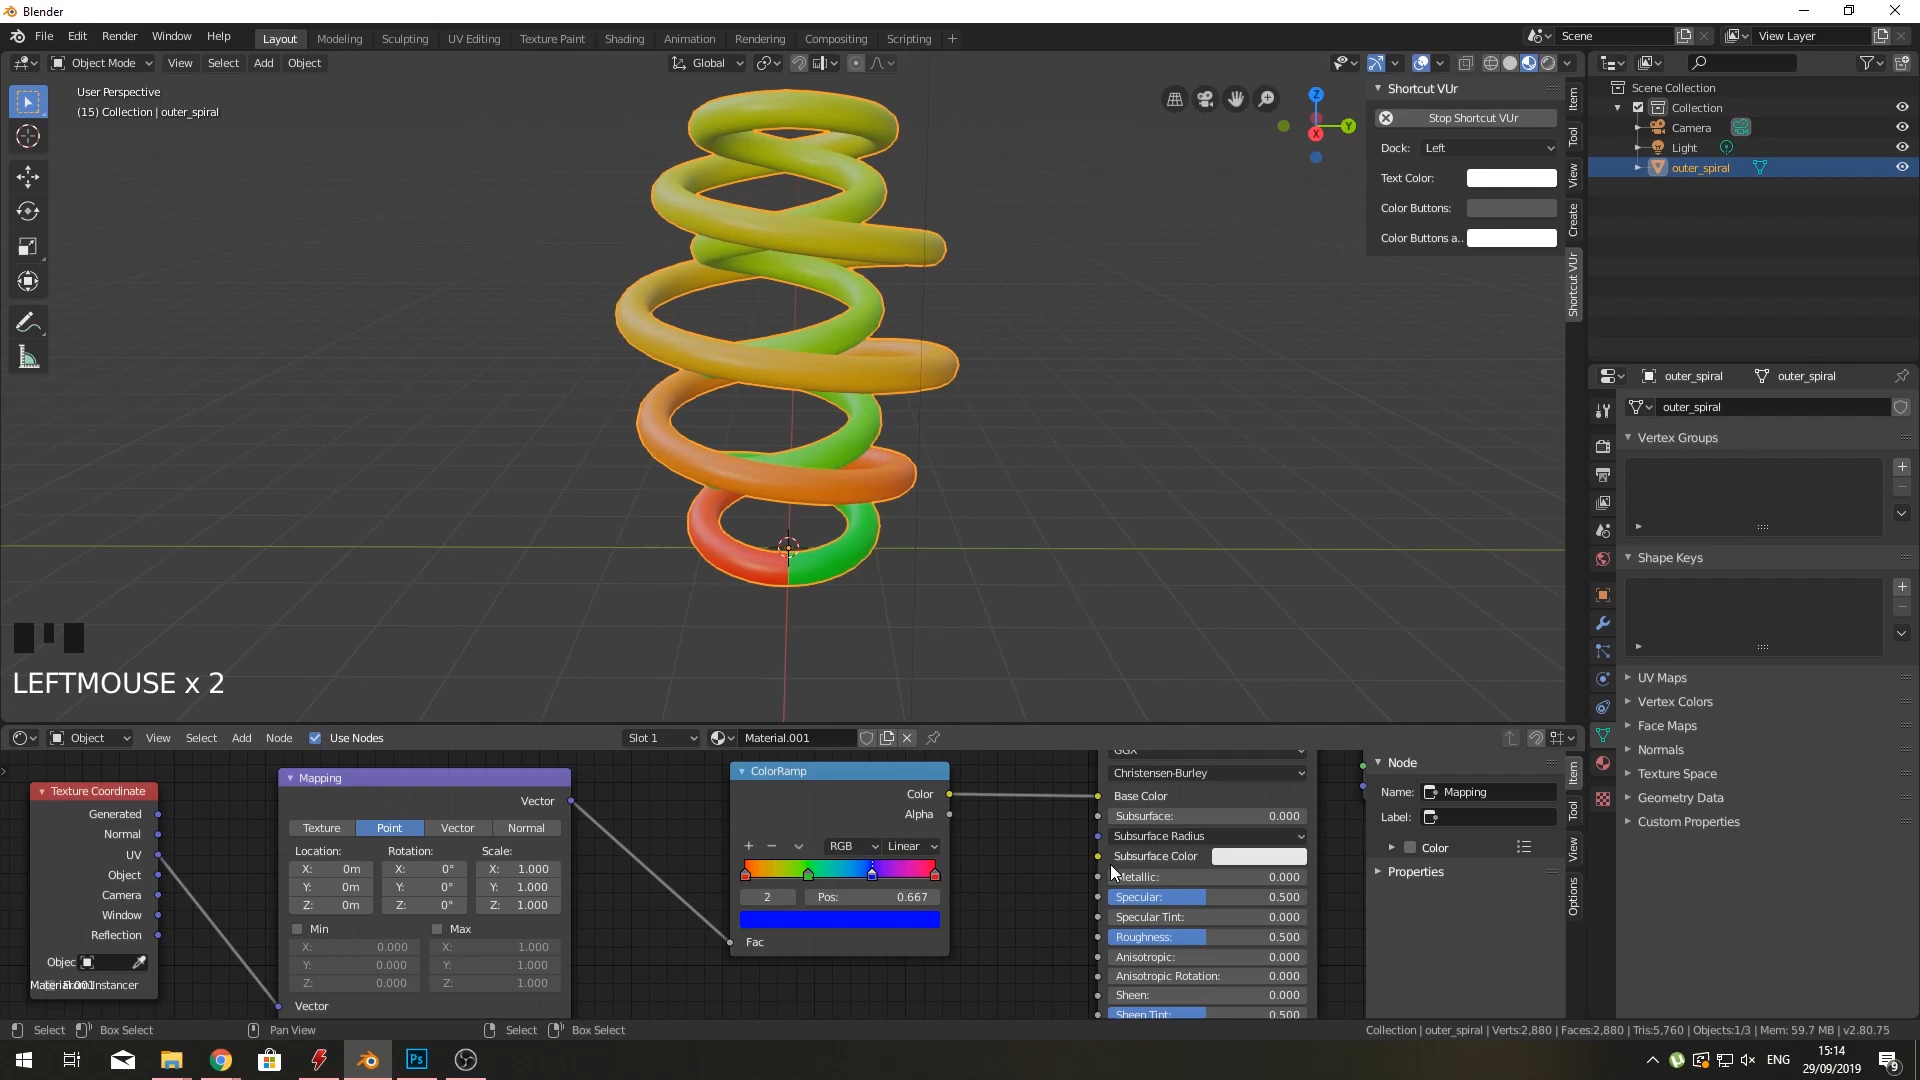 Blender
File Edit Render Window Help
Layout Modeling Sculpting UV Editing Texture Paint Shading Animation Rendering Compositing Scripting +
Scene
View Layer
Object Mode View Select Add Object
Global
User Perspective
(15) Collection | outer_spiral
Z
Y
X
Shortcut VUr
Stop Shortcut VUr
Dock: Left
Text Color:
Color Buttons:
Color Buttons a..
Item
Tool
View
Create
Shortcut VUr
Scene Collection
Collection
Camera
Light
outer_spiral
outer_spiral outer_spiral
outer_spiral
Vertex Groups
Shape Keys
UV Maps
Vertex Colors
Face Maps
Normals
Texture Space
Geometry Data
Custom Properties
LEFTMOUSE x 2
Object View Select Add Node Use Nodes
Slot 1
Material.001
Texture Coordinate
Generated
Normal
UV
Object
Camera
Window
Reflection
Objec
Material.001
Mapping
Vector
Texture Point Vector Normal
Location: Rotation: Scale:
X: 0m X: 0° X: 1.000
Y: 0m Y: 0° Y: 1.000
Z: 0m Z: 0° Z: 1.000
Min Max
X: 0.000 X: 1.000
Y: 0.000 Y: 1.000
Z: 0.000 Z: 1.000
Vector
ColorRamp
Color
Alpha
RGB Linear
2 Pos: 0.667
Fac
GGX
Christensen-Burley
Base Color
Subsurface: 0.000
Subsurface Radius
Subsurface Color
Metallic: 0.000
Specular: 0.500
Specular Tint: 0.000
Roughness: 0.500
Anisotropic: 0.000
Anisotropic Rotation: 0.000
Sheen: 0.000
Sheen Tint: 0.500
Node
Name: Mapping
Label:
Color
Properties
Item
Tool
View
Options
Select Box Select Pan View Select Box Select
Collection | outer_spiral | Verts:2,880 | Faces:2,880 | Tris:5,760 | Objects:1/3 | Mem: 59.7 MB | v2.80.75
Ps
ENG
15:14
29/09/2019
9